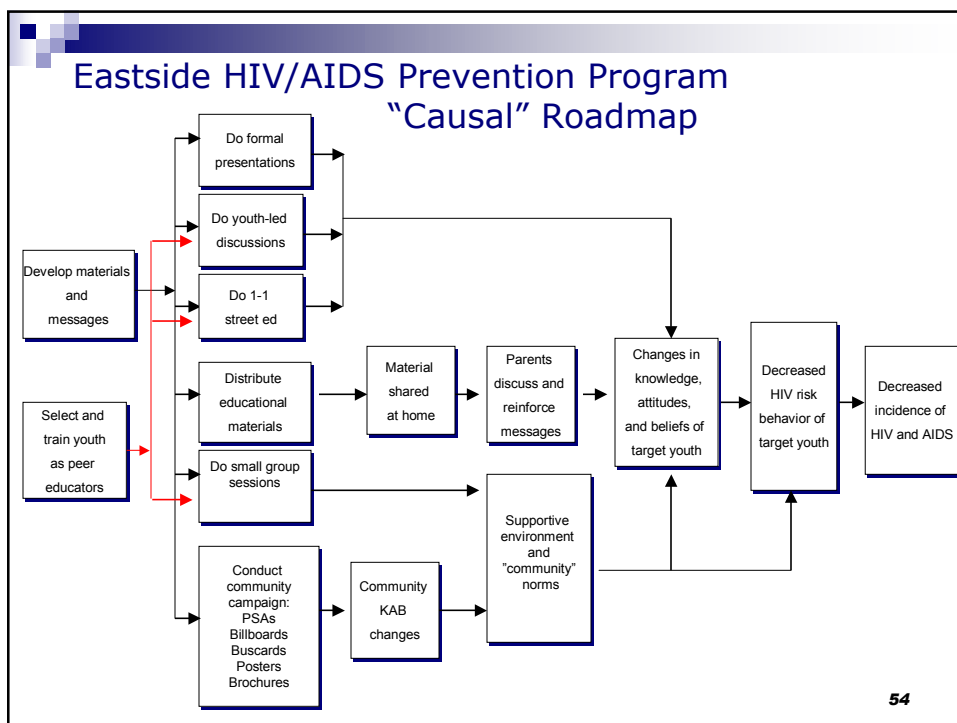 Eastside HIV/AIDS Prevention Program
“Causal” Roadmap
Do formal
presentations
Do youth-led
discussions
Develop materials
and
messages
Do 1-1
street ed
Select and
train youth
as peer
educators
Distribute
educational
materials
Material
shared
at home
Parents
discuss and
reinforce
messages
Changes in
knowledge,
attitudes,
and beliefs of
target youth
Decreased
HIV risk
behavior of
target youth
Decreased
incidence of
HIV and AIDS
Do small group
sessions
Supportive
environment
and
”community”
norms
Conduct
community
campaign:
PSAs
Billboards
Buscards
Posters
Brochures
Community
KAB
changes
54